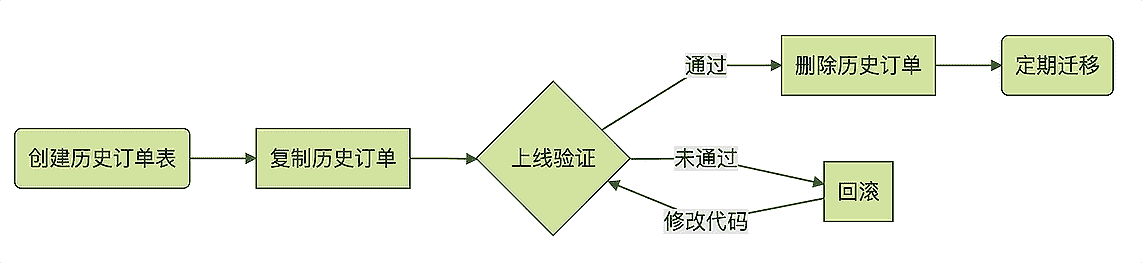 创建历史订单表
复制历史订单
上线验证
通过
删除历史订单
定期迁移
未通过
回滚
修改代码